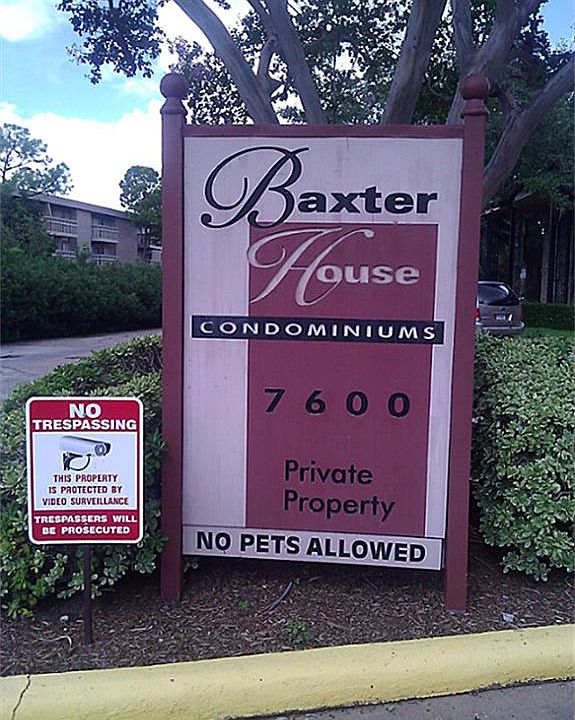 Baxter
House
CONDOMINIUMS
7600
Private
Property
NO PETS ALLOWED
NO
TRESPASSING
THIS PROPERTY
IS PROTECTED BY
VIDEO SURVEILLANCE
TRESPASSERS WILL
BE PROSECUTED